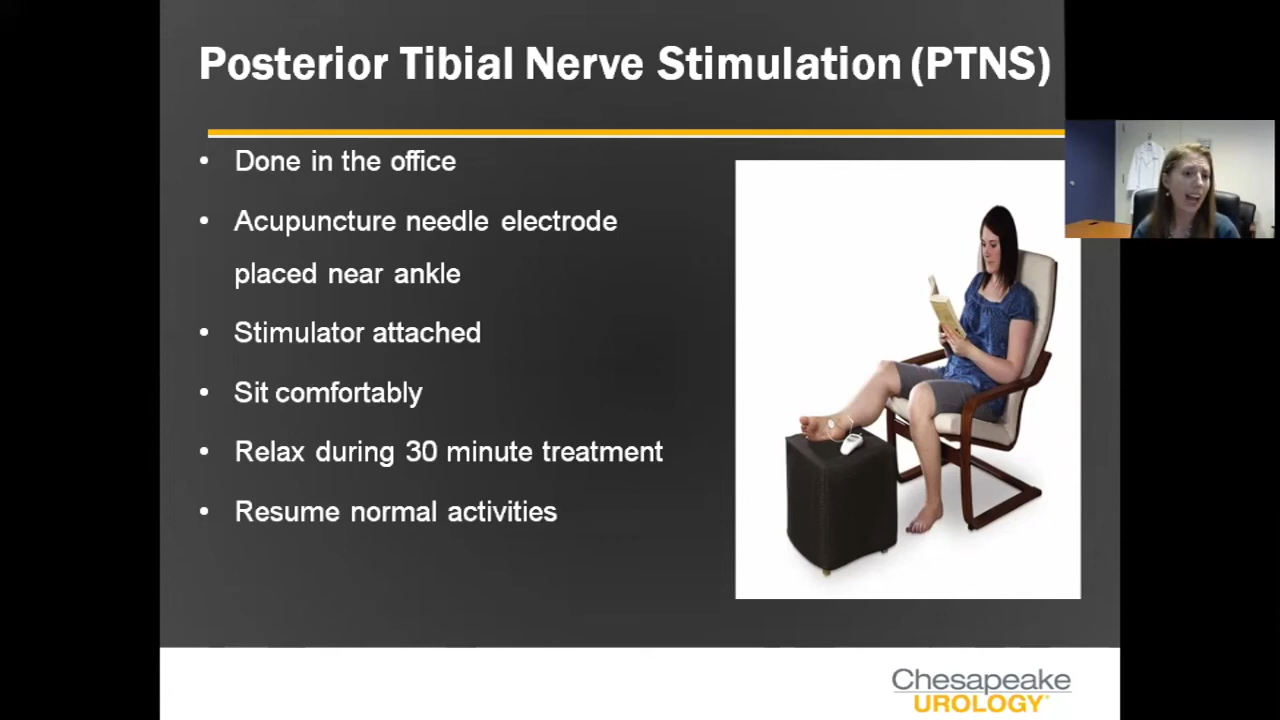 Posterior Tibial Nerve Stimulation (PTNS)
• Done in the office
• Acupuncture needle electrode
placed near ankle
• Stimulator attached
• Sit comfortably
• Relax during 30 minute treatment
• Resume normal activities
Chesapeake
UROLOGY